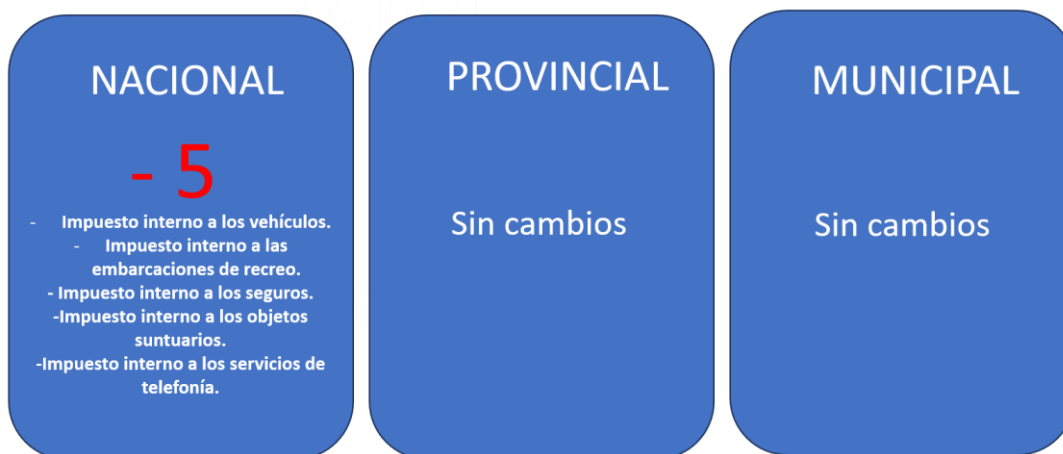 NACIONAL
- 5
- Impuesto interno a los vehículos.
- Impuesto interno a las
embarcaciones de recreo.
- Impuesto interno a los seguros.
-Impuesto interno a los objetos
suntuarios.
-Impuesto interno a los servicios de
telefonía.
PROVINCIAL
Sin cambios
MUNICIPAL
Sin cambios